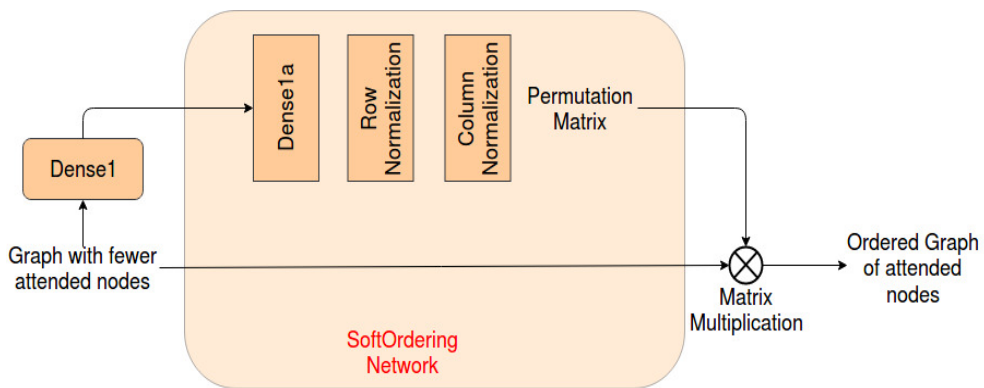 Dense1
Graph with fewer
attended nodes
Dense1a
Row
Normalization
Column
Normalization
Permutation
Matrix
SoftOrdering
Network
Matrix
Multiplication
Ordered Graph
of attended
nodes